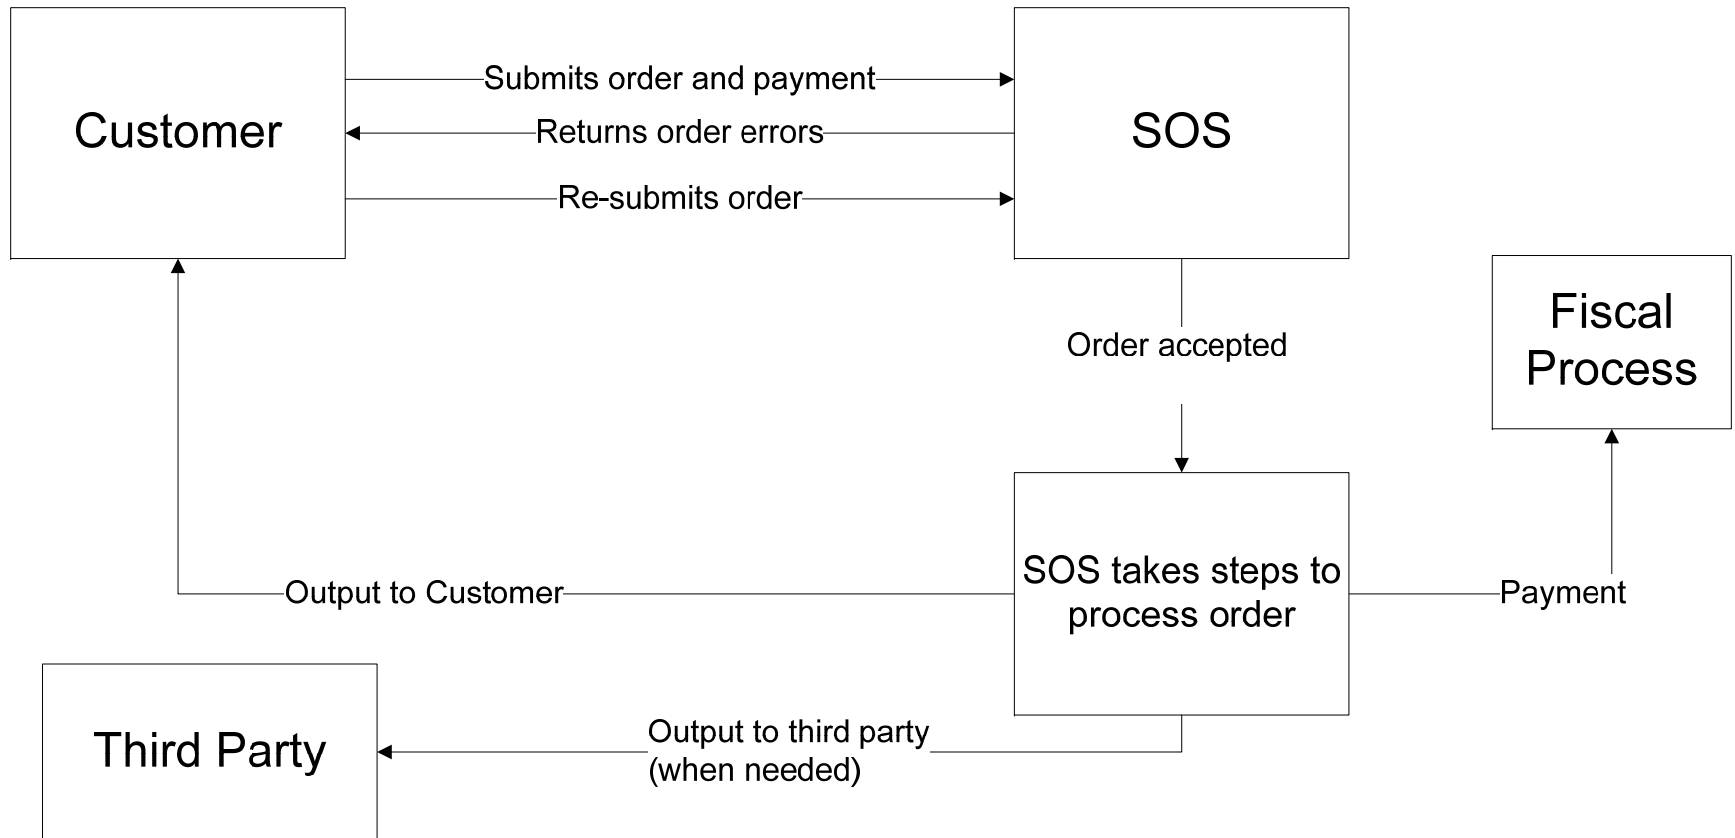 Customer
Submits order and payment
Returns order errors
Re-submits order
SOS
Order accepted
Fiscal
Process
SOS takes steps to
process order
Output to Customer
Payment
Third Party
Output to third party
(when needed)